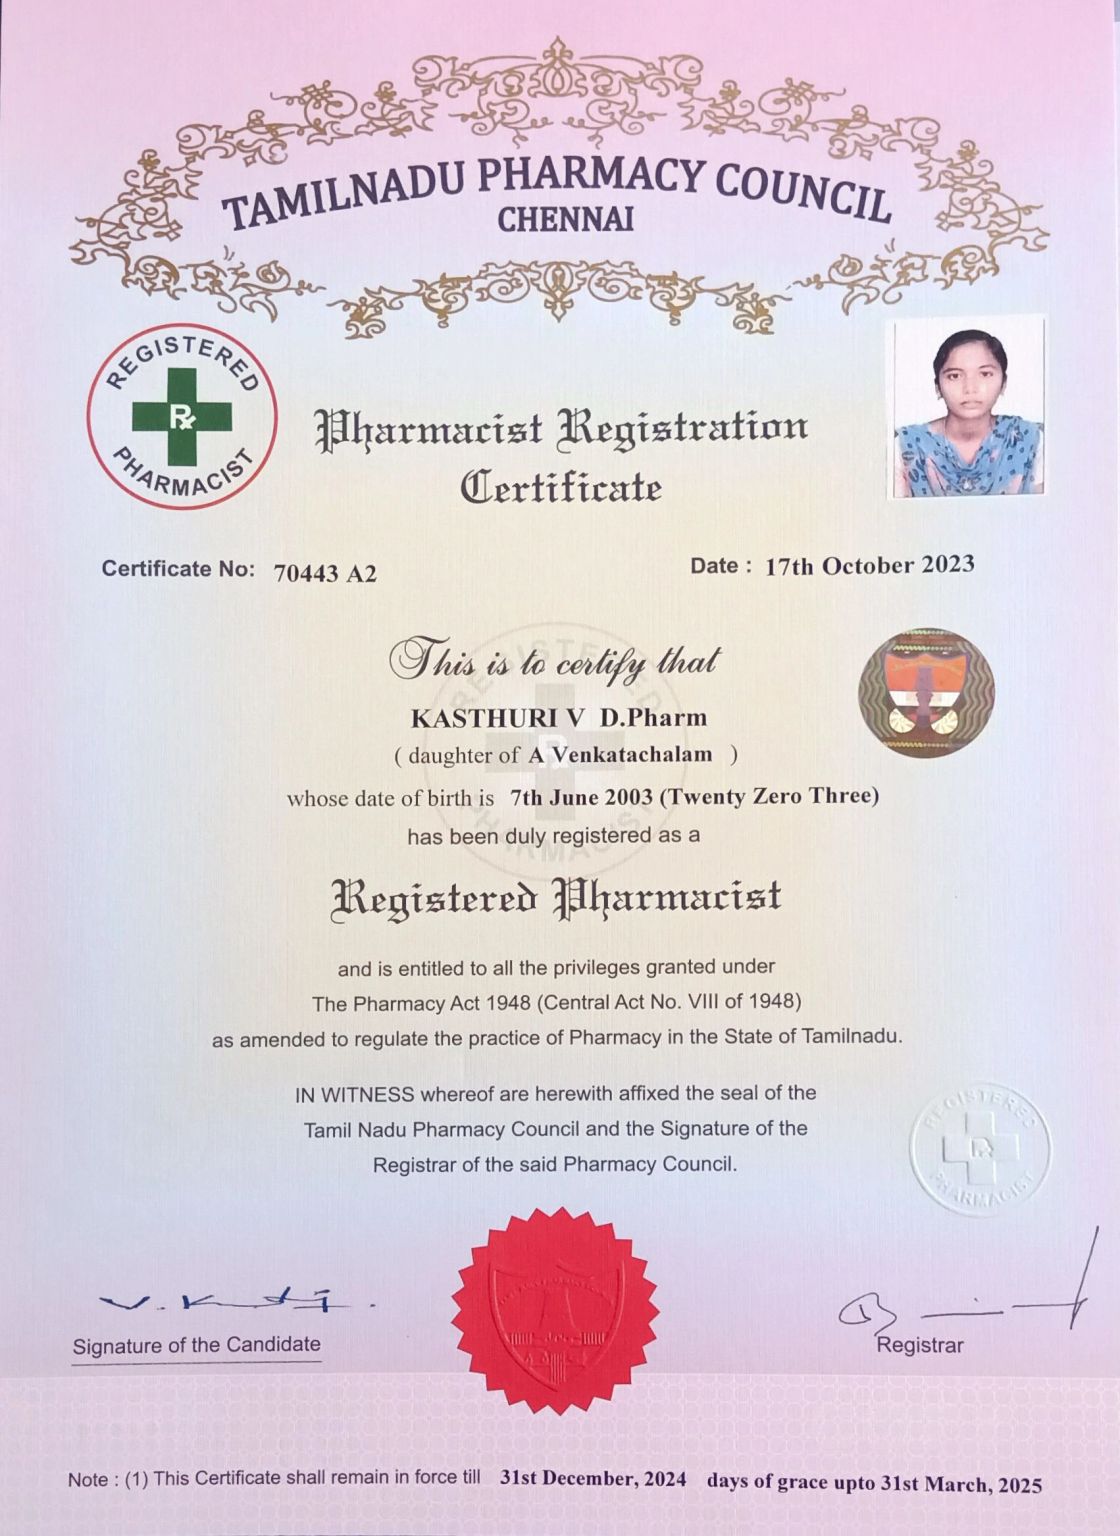 TAMILNADU PHARMACY COUNCIL
CHENNAI
REGISTERED
Rx
PHARMACIST
Pharmacist Registration
Certificate
Certificate No: 70443 A2
Date : 17th October 2023
This is to certify that
KASTHURI V D.Pharm
( daughter of A Venkatachalam )
whose date of birth is 7th June 2003 (Twenty Zero Three)
has been duly registered as a
Registered Pharmacist
and is entitled to all the privileges granted under
The Pharmacy Act 1948 (Central Act No. VIII of 1948)
as amended to regulate the practice of Pharmacy in the State of Tamilnadu.
IN WITNESS whereof are herewith affixed the seal of the
Tamil Nadu Pharmacy Council and the Signature of the
Registrar of the said Pharmacy Council.
REGISTERED
Rx
PHARMACIST
Signature of the Candidate
Registrar
Note : (1) This Certificate shall remain in force till 31st December, 2024 days of grace upto 31st March, 2025